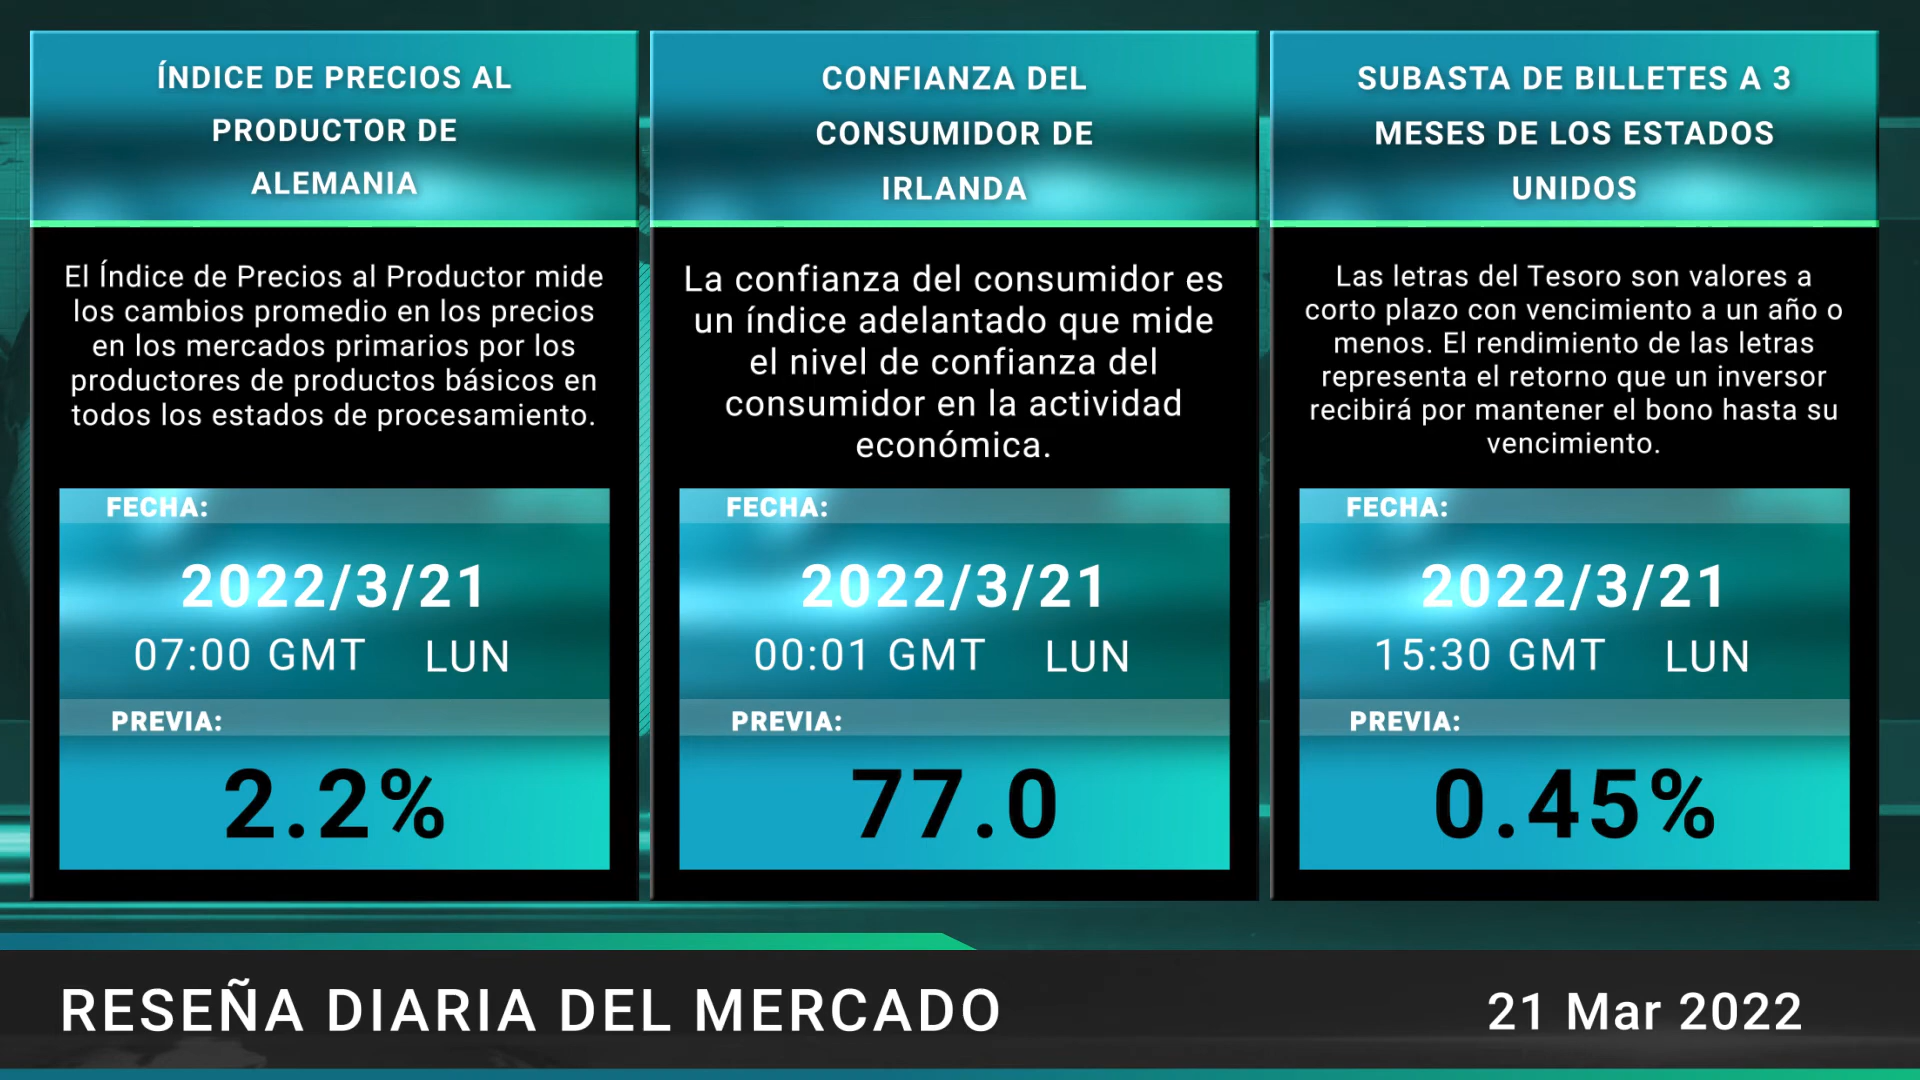 ÍNDICE DE PRECIOS AL
PRODUCTOR DE
ALEMANIA
El Índice de Precios al Productor mide
los cambios promedio en los precios
en los mercados primarios por los
productores de productos básicos en
todos los estados de procesamiento.
FECHA:
2022/3/21
07:00 GMT LUN
PREVIA:
2.2%
CONFIANZA DEL
CONSUMIDOR DE
IRLANDA
La confianza del consumidor es
un índice adelantado que mide
el nivel de confianza del
consumidor en la actividad
económica.
FECHA:
2022/3/21
00:01 GMT LUN
PREVIA:
77.0
SUBASTA DE BILLETES A 3
MESES DE LOS ESTADOS
UNIDOS
Las letras del Tesoro son valores a
corto plazo con vencimiento a un año o
menos. El rendimiento de las letras
representa el retorno que un inversor
recibirá por mantener el bono hasta su
vencimiento.
FECHA:
2022/3/21
15:30 GMT LUN
PREVIA:
0.45%
RESEÑA DIARIA DEL MERCADO
21 Mar 2022